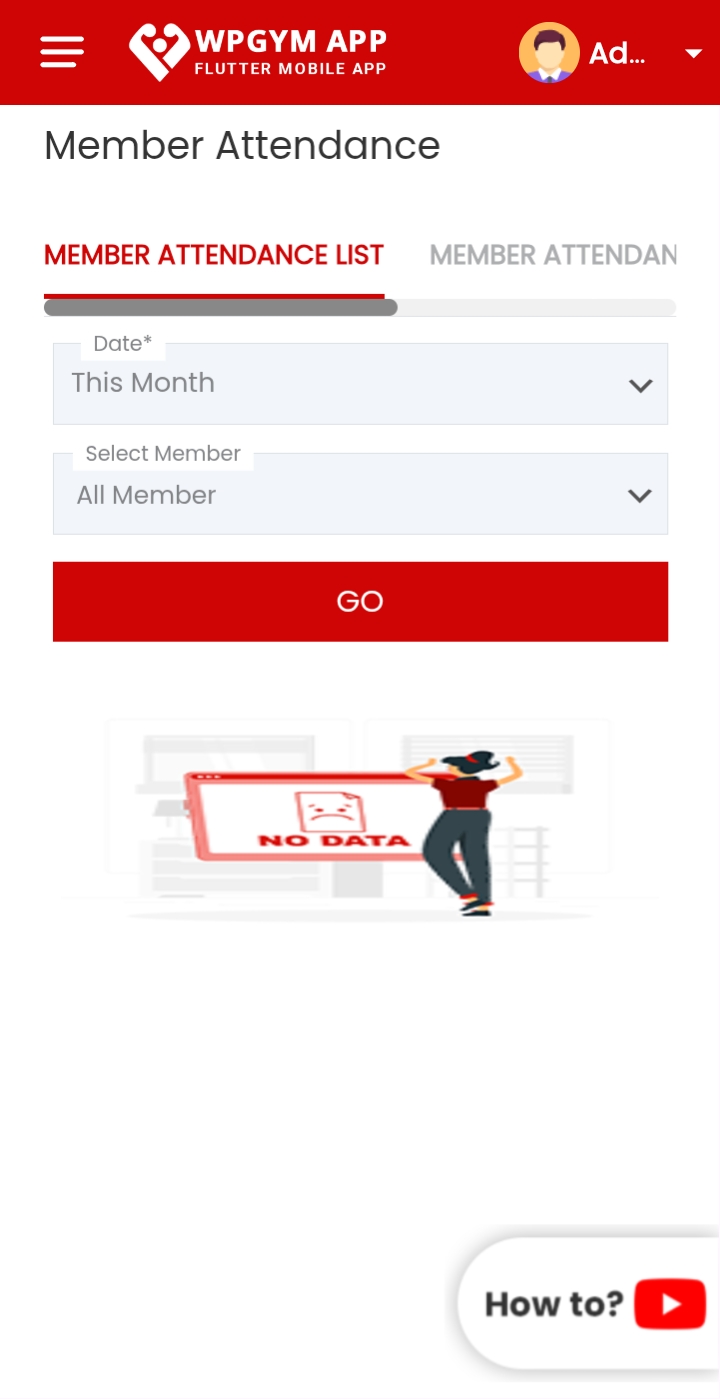 WPGYM APP
FLUTTER MOBILE APP
Ad...
Member Attendance
MEMBER ATTENDANCE LIST
MEMBER ATTENDAN
Date*
This Month
Select Member
All Member
GO
NO DATA
How to?